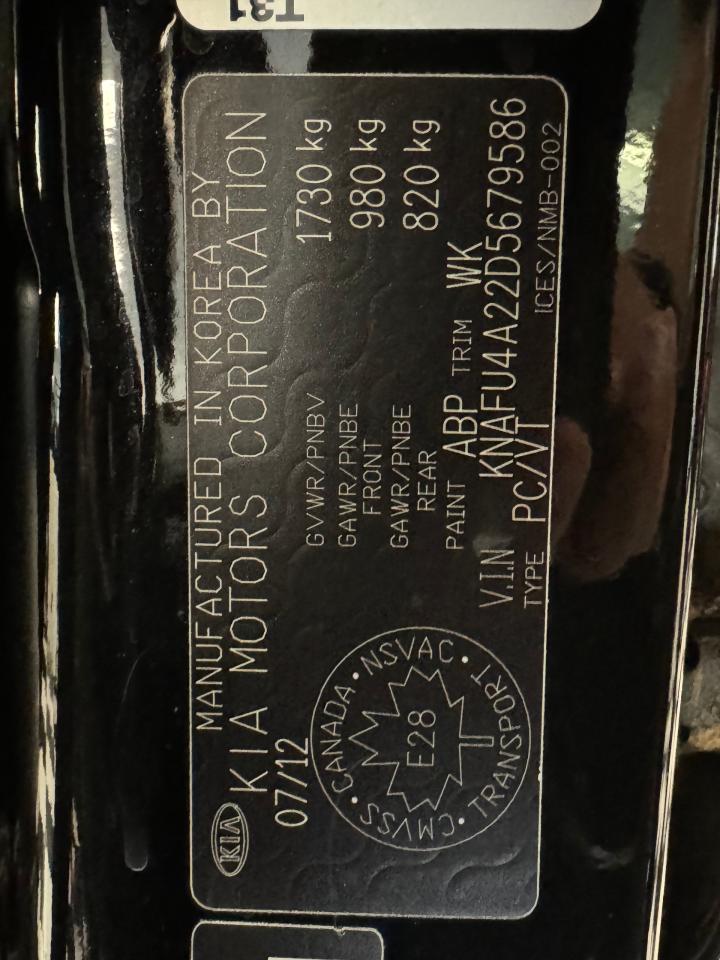 T31
KIA
MANUFACTURED IN KOREA BY
KIA MOTORS CORPORATION
07/12
GVWR/PNBV 1730 kg
GAWR/PNBE FRONT 980 kg
GAWR/PNBE REAR 820 kg
PAINT ABP TRIM WK
V.I.N KNAFU4A22D5679586
TYPE PC/VT
ICES/NMB-002
CANADA • NSVAC • TRANSPORT • CMVSS •
E28